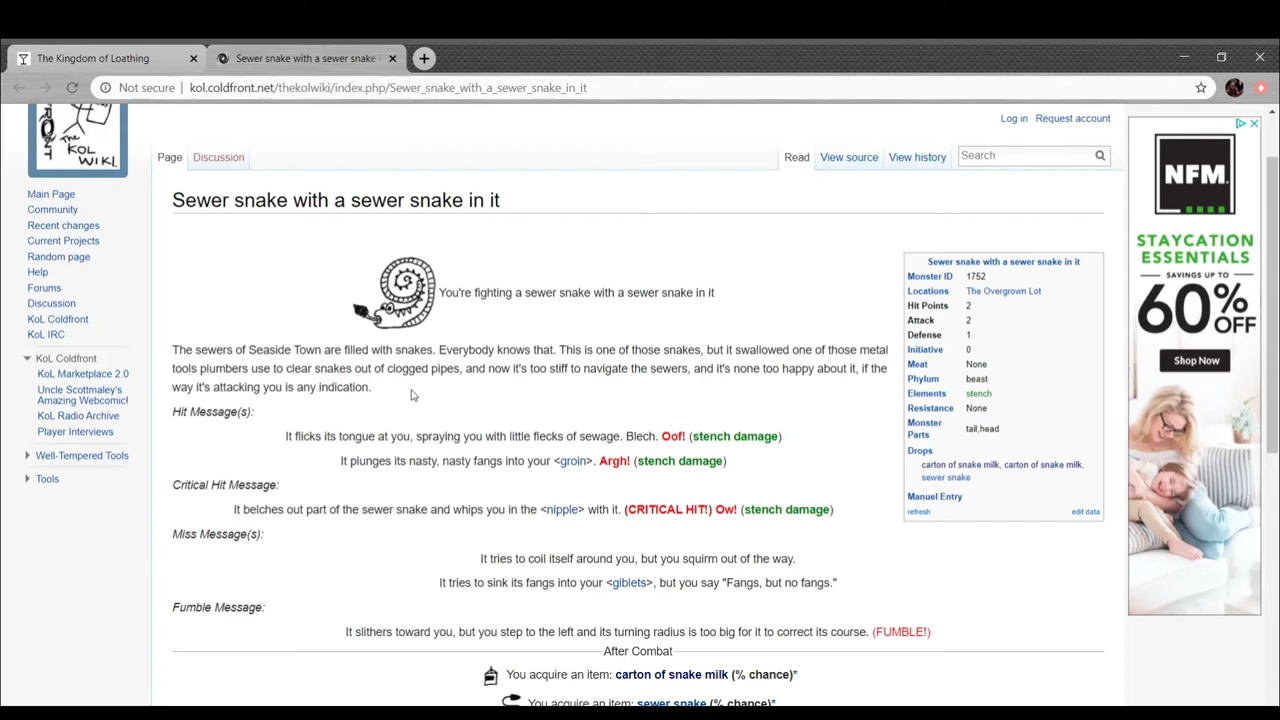 The Kingdom of Loathing
Sewer snake with a sewer snake
Not secure
kol.coldfront.net/thekolwiki/index.php/Sewer_snake_with_a_sewer_snake_in_it
The
KOL
WIKI.
Log in Request account
Page Discussion Read View source View history Search
Main Page
Community
Recent changes
Current Projects
Random page
Help
Forums
Discussion
KoL Coldfront
KoL IRC
KoL Coldfront
KoL Marketplace 2.0
Uncle Scottmaley's
Amazing Webcomic!
KoL Radio Archive
Player Interviews
Well-Tempered Tools
Tools
Sewer snake with a sewer snake in it
You're fighting a sewer snake with a sewer snake in it
The sewers of Seaside Town are filled with snakes. Everybody knows that. This is one of those snakes, but it swallowed one of those metal
tools plumbers use to clear snakes out of clogged pipes, and now it's too stiff to navigate the sewers, and it's none too happy about it, if the
way it's attacking you is any indication.
Hit Message(s):
It flicks its tongue at you, spraying you with little flecks of sewage. Blech. Oof! (stench damage)
It plunges its nasty, nasty fangs into your <groin>. Argh! (stench damage)
Critical Hit Message:
It belches out part of the sewer snake and whips you in the <nipple> with it. (CRITICAL HIT!) Ow! (stench damage)
Miss Message(s):
It tries to coil itself around you, but you squirm out of the way.
It tries to sink its fangs into your <giblets>, but you say "Fangs, but no fangs."
Fumble Message:
It slithers toward you, but you step to the left and its turning radius is too big for it to correct its course. (FUMBLE!)
After Combat
You acquire an item: carton of snake milk (% chance)*
You acquire an item: sewer snake (% chance)*
Sewer snake with a sewer snake in it
Monster ID 1752
Locations The Overgrown Lot
Hit Points 2
Attack 2
Defense 1
Initiative 0
Meat None
Phylum beast
Elements stench
Resistance None
Monster Parts tail,head
Drops
carton of snake milk, carton of snake milk,
sewer snake
Manuel Entry
refresh edit data
NFM.
STAYCATION
ESSENTIALS
SAVINGS UP TO
60% OFF
Shop Now